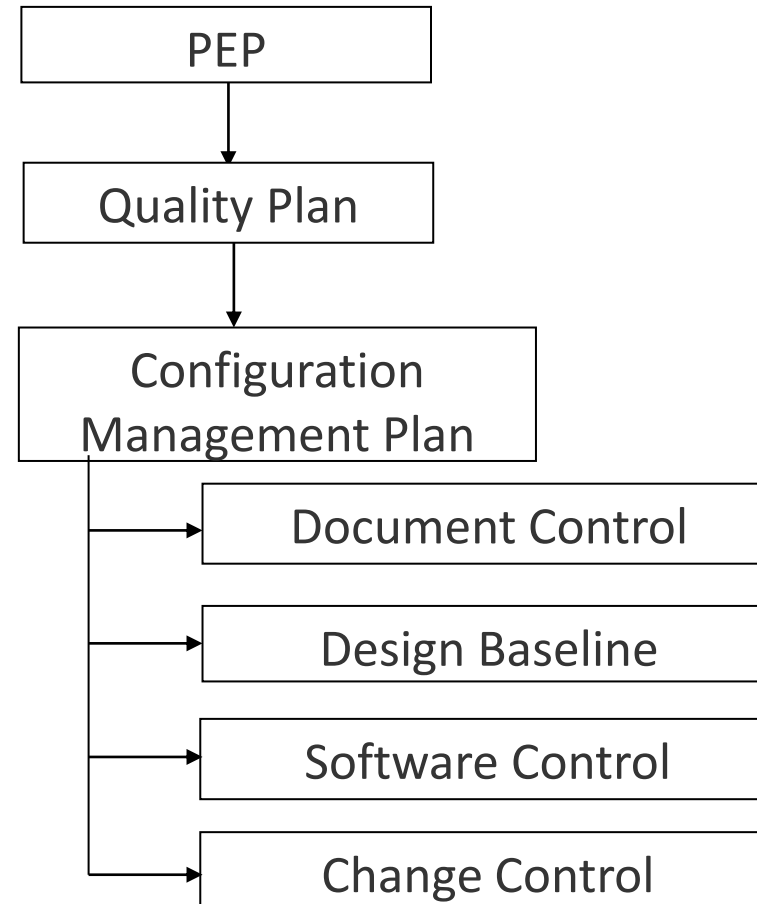 PEP
Quality Plan
Configuration
Management Plan
Document Control
Design Baseline
Software Control
Change Control